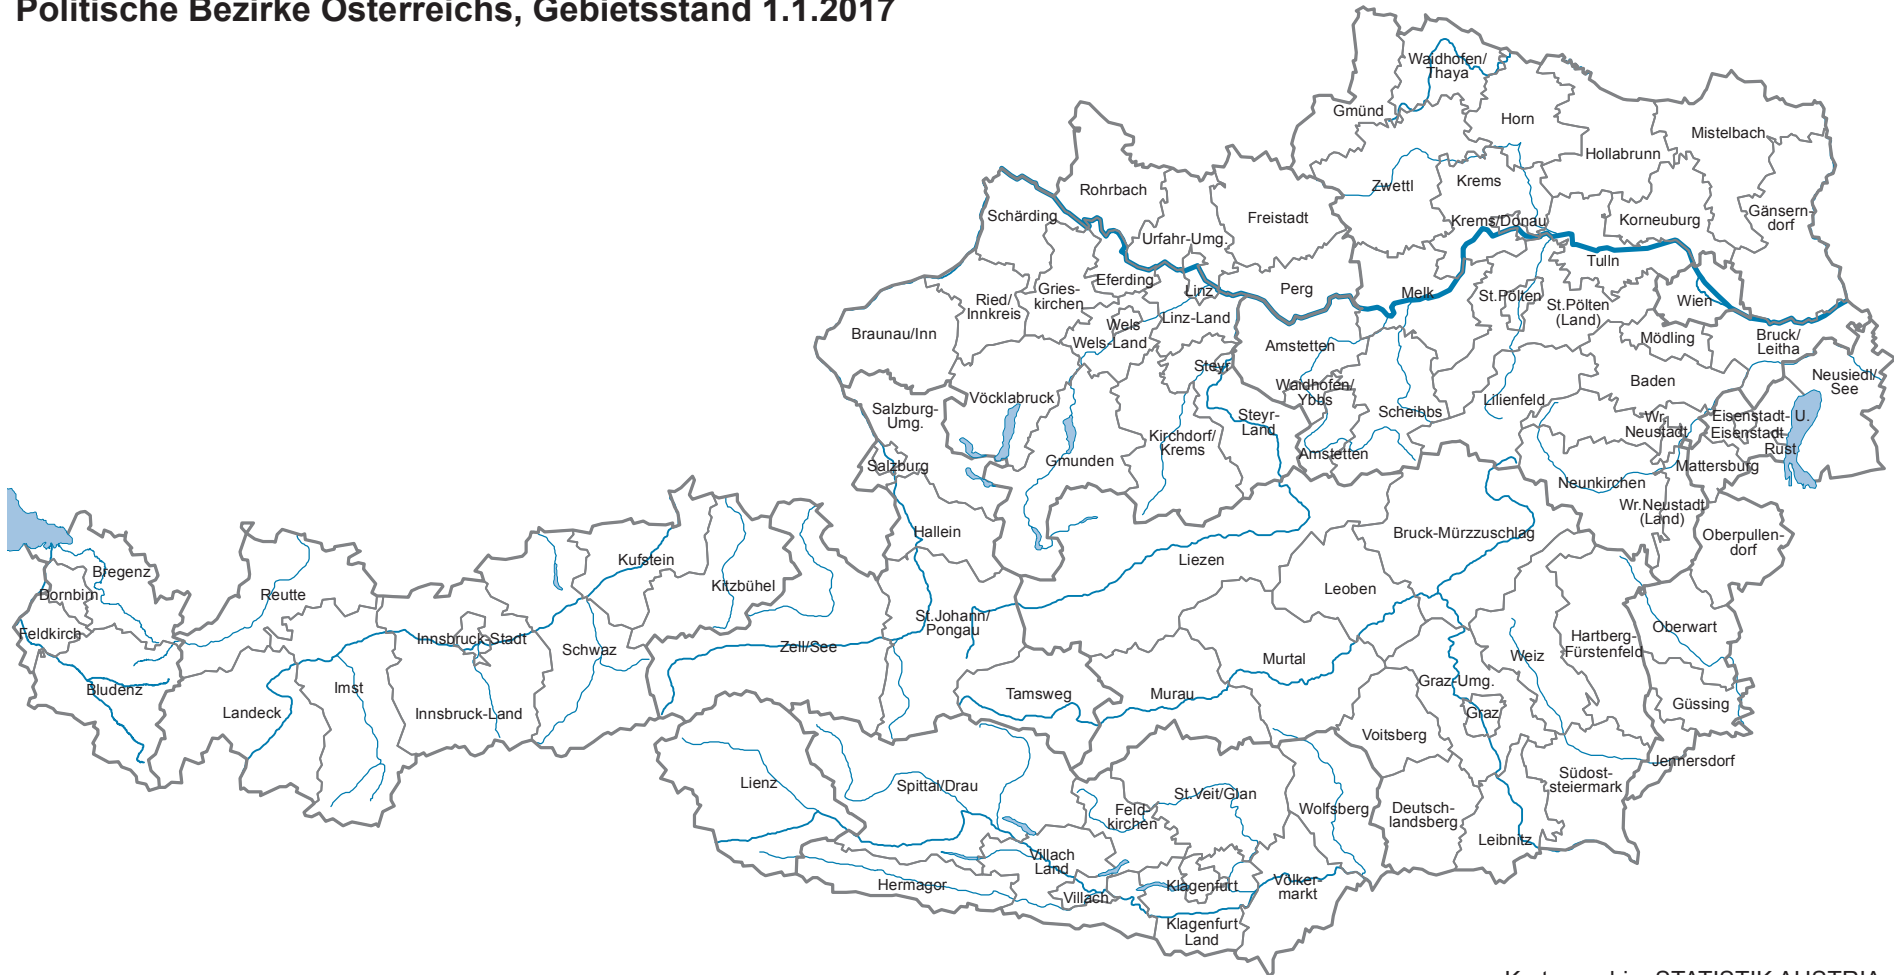 Politische Bezirke Österreichs, Gebietsstand 1.1.2017
Waidhofen/
Thaya
Gmünd
Horn
Mistelbach
Hollabrunn
Zwettl
Krems
Rohrbach
Schärding
Freistadt
Krems/Donau
Korneuburg
Gänsern-
dorf
Urfahr-Umg.
Tulln
Eferding
Linz
Perg
Melk
St.Pölten
St.Pölten
(Land)
Wien
Ried/
Innkreis
Gries-
kirchen
Braunau/Inn
Wels
Linz-Land
Wels-Land
Amstetten
Mödling
Bruck/
Leitha
Steyr
Waidhofen/
Ybbs
Baden
Neusiedl/
See
Vöcklabruck
Salzburg-
Umg.
Steyr-
Land
Scheibbs
Lilienfeld
Wr.
Neustadt
Eisenstadt-U.
Eisenstadt
Rust
Kirchdorf/
Krems
Gmunden
Amstetten
Salzburg
Mattersburg
Neunkirchen
Wr.Neustadt
(Land)
Hallein
Bruck-Mürzzuschlag
Oberpullen-
dorf
Liezen
Kufstein
Kitzbühel
Bregenz
Dornbirn
Reutte
Leoben
St.Johann/
Pongau
Feldkirch
Innsbruck-Stadt
Schwaz
Zell/See
Oberwart
Hartberg-
Fürstenfeld
Weiz
Murtal
Bludenz
Imst
Landeck
Innsbruck-Land
Tamsweg
Murau
Graz-Umg.
Graz
Güssing
Voitsberg
Jennersdorf
Lienz
Spittal/Drau
St.Veit/Glan
Südost-
steiermark
Feld-
kirchen
Wolfsberg
Deutsch-
landsberg
Leibnitz
Villach
Land
Hermagor
Villach
Klagenfurt
Völker-
markt
Klagenfurt
Land
Kartographie: STATISTIK AUSTRIA